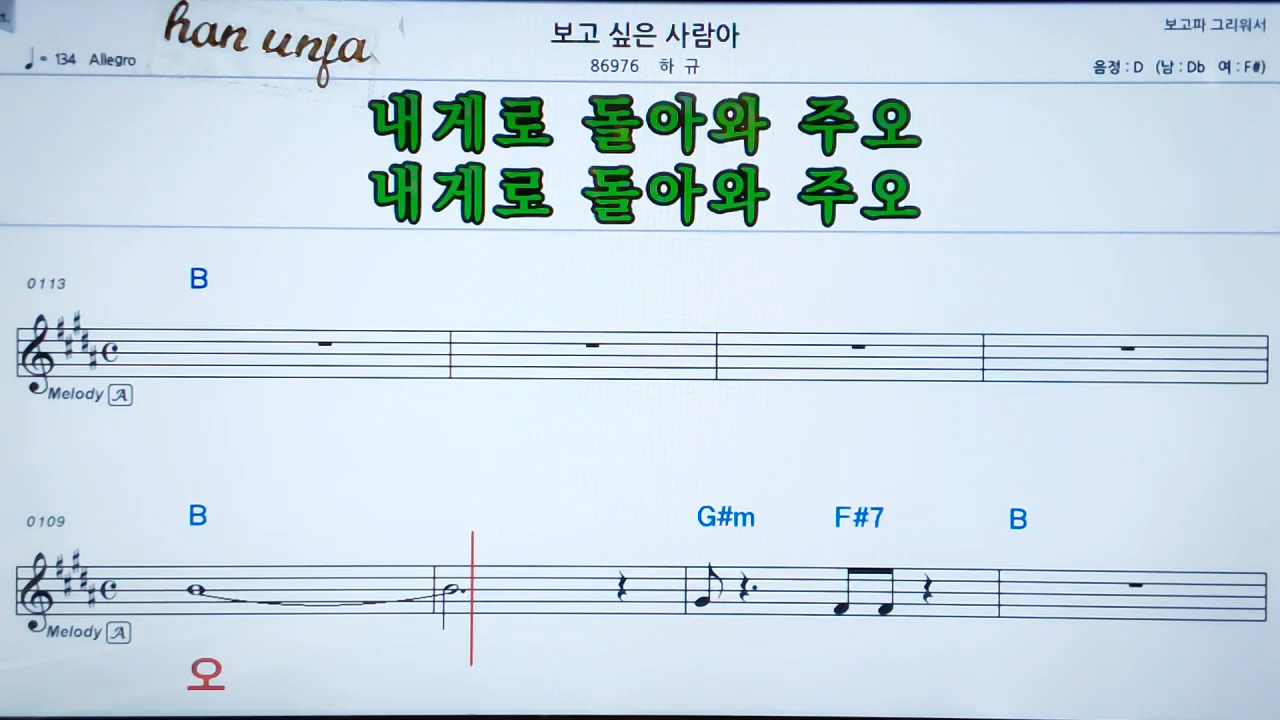 han unja
보고 싶은 사람아
보고파 그리워서
♩= 134 Allegro
86976 하 규
음정 : D (남 : Db 여 : F#)
내게로 돌아와 주오
내게로 돌아와 주오
0113 B
Melody A
0109 B G#m F#7 B
Melody A
오